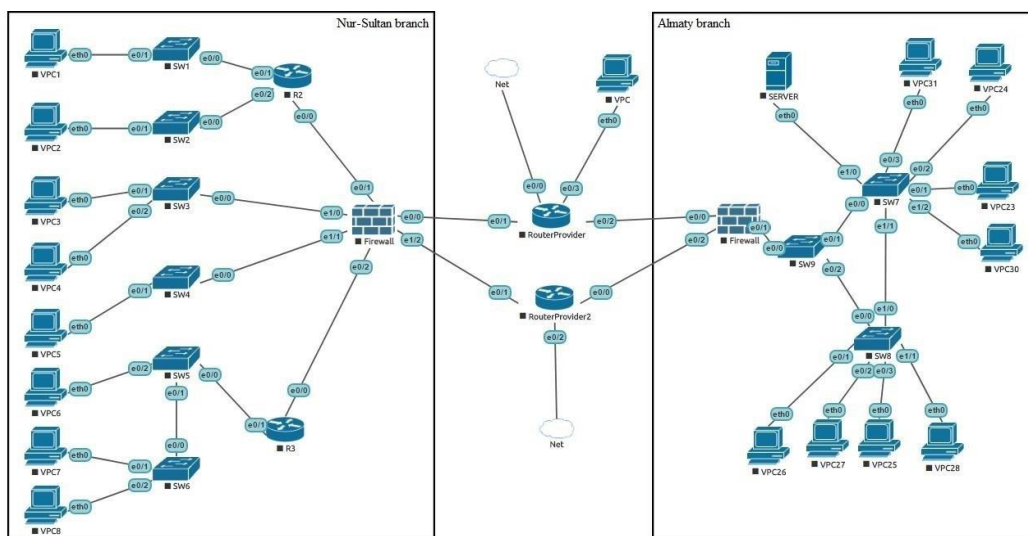 Nur-Sultan branch
Almaty branch
VPC1
eth0
e0/1
SW1
e0/0
e0/1
R2
e0/2
e0/0
VPC2
eth0
e0/1
SW2
e0/0
VPC3
eth0
e0/1
e0/2
SW3
e0/0
VPC4
eth0
e0/1
e1/0
e1/1
Firewall
e0/0
e1/2
e0/2
VPC5
eth0
e0/1
SW4
e0/0
VPC6
eth0
e0/2
SW5
e0/1
e0/0
e0/1
R3
e0/0
VPC7
eth0
e0/0
e0/1
e0/2
SW6
VPC8
eth0
Net
VPC
eth0
e0/0
e0/3
e0/1
RouterProvider
e0/2
e0/1
RouterProvider2
e0/0
e0/2
Net
e0/0
e0/2
Firewall
e0/1
e0/0
SW9
e0/1
e0/2
SERVER
eth0
VPC31
eth0
VPC24
eth0
e1/0
e0/3
e0/2
e0/1
e1/2
e0/0
SW7
e1/1
eth0
VPC23
eth0
VPC30
e0/0
e1/0
SW8
e0/1
e0/2
e0/3
e1/1
eth0
VPC26
eth0
VPC27
eth0
VPC25
eth0
VPC28